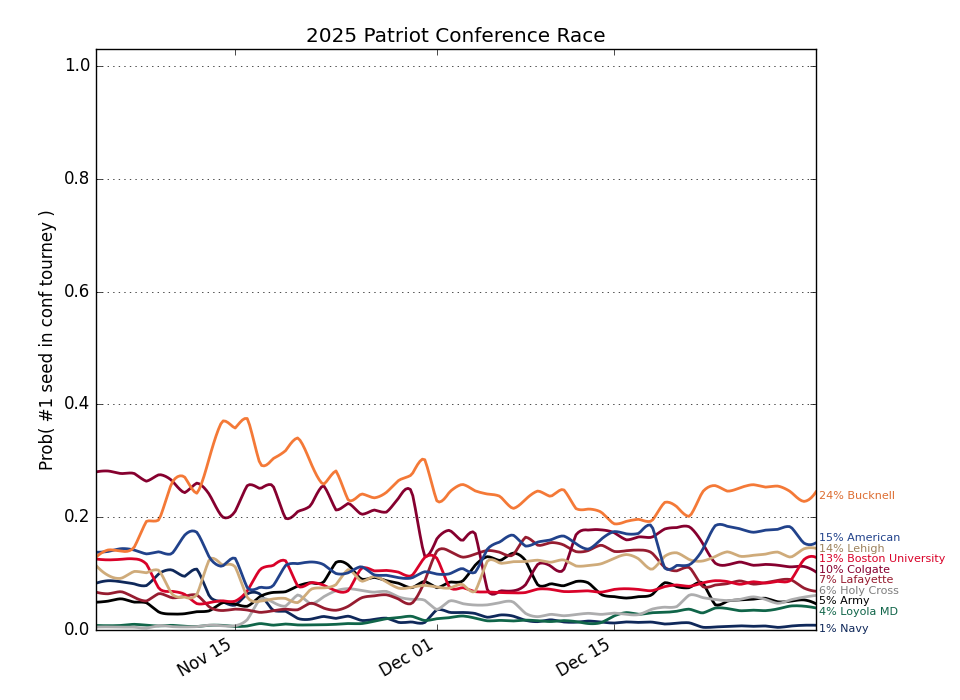 2025 Patriot Conference Race
Prob( #1 seed in conf tourney )
1.0
0.8
0.6
0.4
0.2
0.0
Nov 15
Dec 01
Dec 15
24% Bucknell
15% American
14% Lehigh
13% Boston University
10% Colgate
7% Lafayette
6% Holy Cross
5% Army
4% Loyola MD
1% Navy